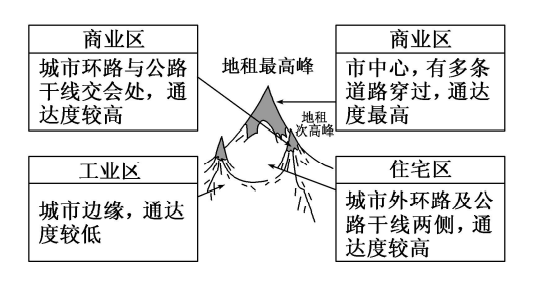 商业区
城市环路与公路
干线交会处，通
达度较高
地租最高峰
商业区
市中心，有多条
道路穿过，通达
度最高
地租
次高峰
工业区
城市边缘，通达
度较低
住宅区
城市外环路及公
路干线两侧，通
达度较高